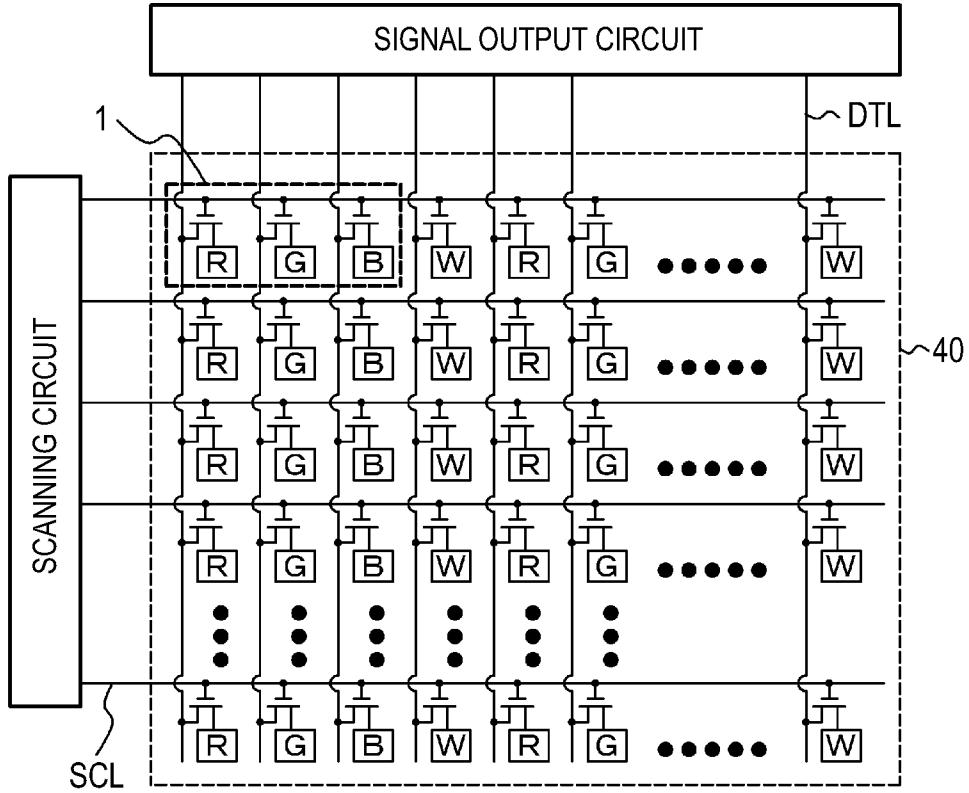 SIGNAL OUTPUT CIRCUIT
1
DTL
SCANNING CIRCUIT
R G B W R G W
R G B W R G W
40
R G B W R G W
R G B W R G W
R G B W R G W
SCL